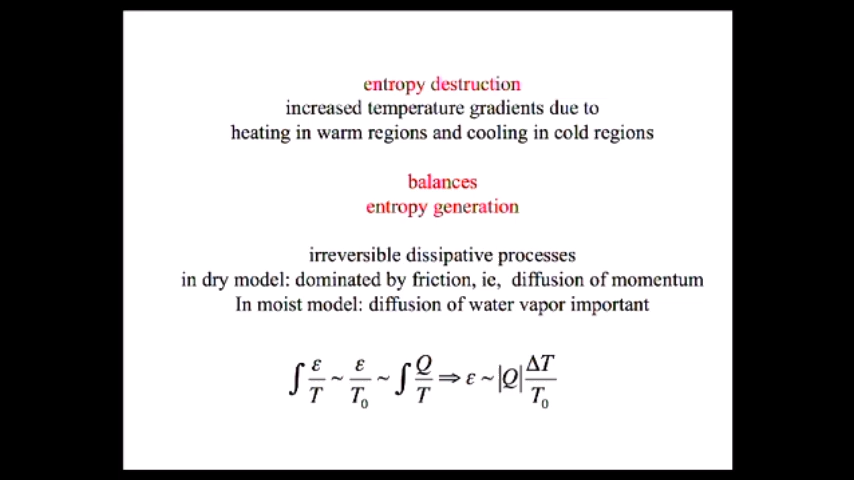 entropy destruction
increased temperature gradients due to
heating in warm regions and cooling in cold regions
balances
entropy generation
irreversible dissipative processes
in dry model: dominated by friction, ie, diffusion of momentum
In moist model: diffusion of water vapor important
∫ ε/T ~ ε/T₀ ~ ∫ Q/T ⇒ ε ~ |Q| ΔT/T₀